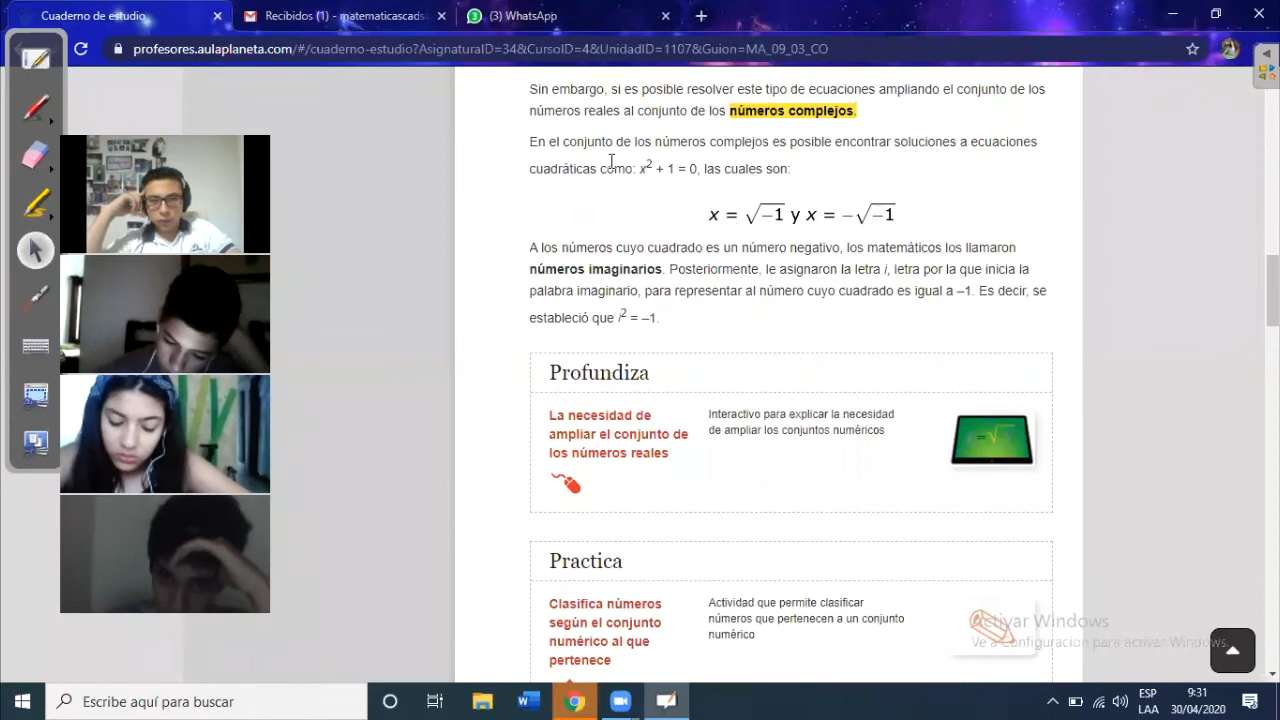 Cuaderno de estudio
Recibidos (1) - matematicascads
(3) WhatsApp
profesores.aulaplaneta.com/#/cuaderno-estudio?AsignaturaID=34&CursoID=4&UnidadID=1107&Guion=MA_09_03_CO
Sin embargo, si es posible resolver este tipo de ecuaciones ampliando el conjunto de los
números reales al conjunto de los números complejos.
En el conjunto de los números complejos es posible encontrar soluciones a ecuaciones
cuadráticas como: x² + 1 = 0, las cuales son:
x = √−1 y x = −√−1
A los números cuyo cuadrado es un número negativo, los matemáticos los llamaron
números imaginarios. Posteriormente, le asignaron la letra i, letra por la que inicia la
palabra imaginario, para representar al número cuyo cuadrado es igual a –1. Es decir, se
estableció que i² = –1.
Profundiza
La necesidad de
ampliar el conjunto de
los números reales
Interactivo para explicar la necesidad
de ampliar los conjuntos numéricos
=√
Practica
Clasifica números
según el conjunto
numérico al que
pertenece
Actividad que permite clasificar
números que pertenecen a un conjunto
numérico
Activar Windows
Ve a Configuración para activar Windows.
Escribe aquí para buscar
ESP
LAA
9:31
30/04/2020